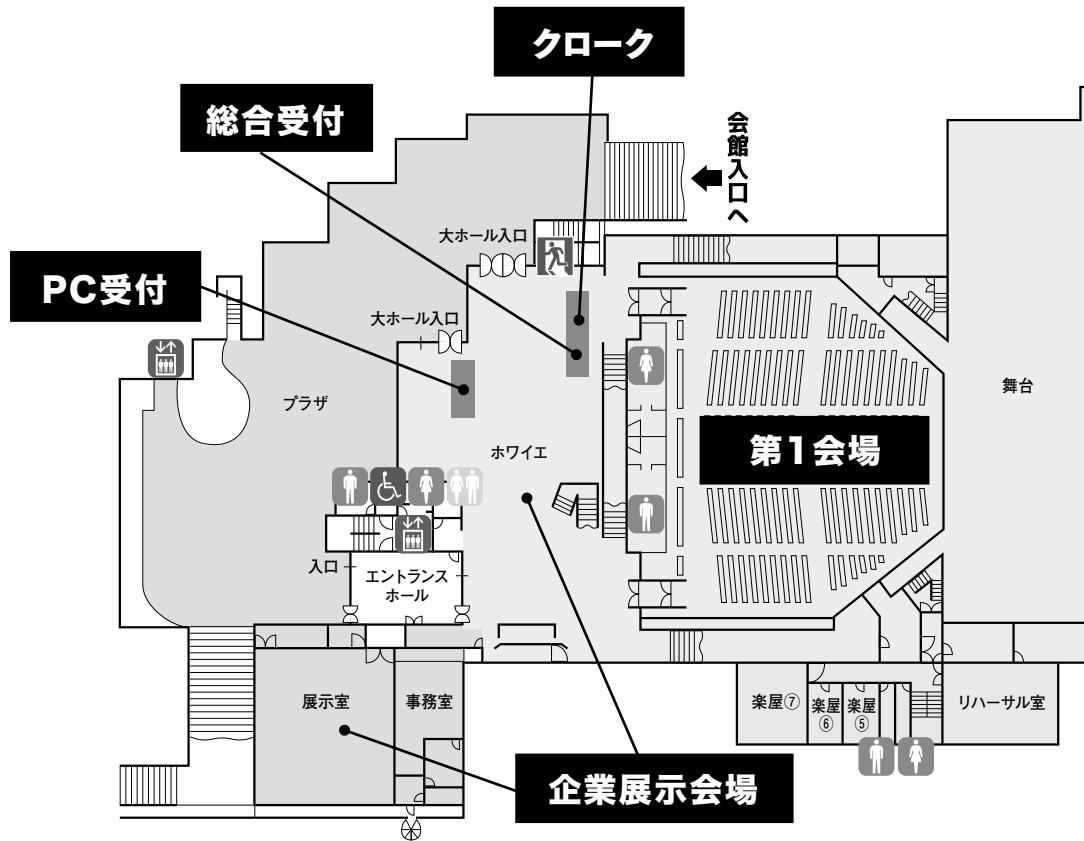 クローク
総合受付
会館入口へ
大ホール入口
PC受付
大ホール入口
プラザ
舞台
ホワイエ
第1会場
入口
エントランス
ホール
展示室
事務室
楽屋⑦
楽屋
⑥
楽屋
⑤
リハーサル室
企業展示会場